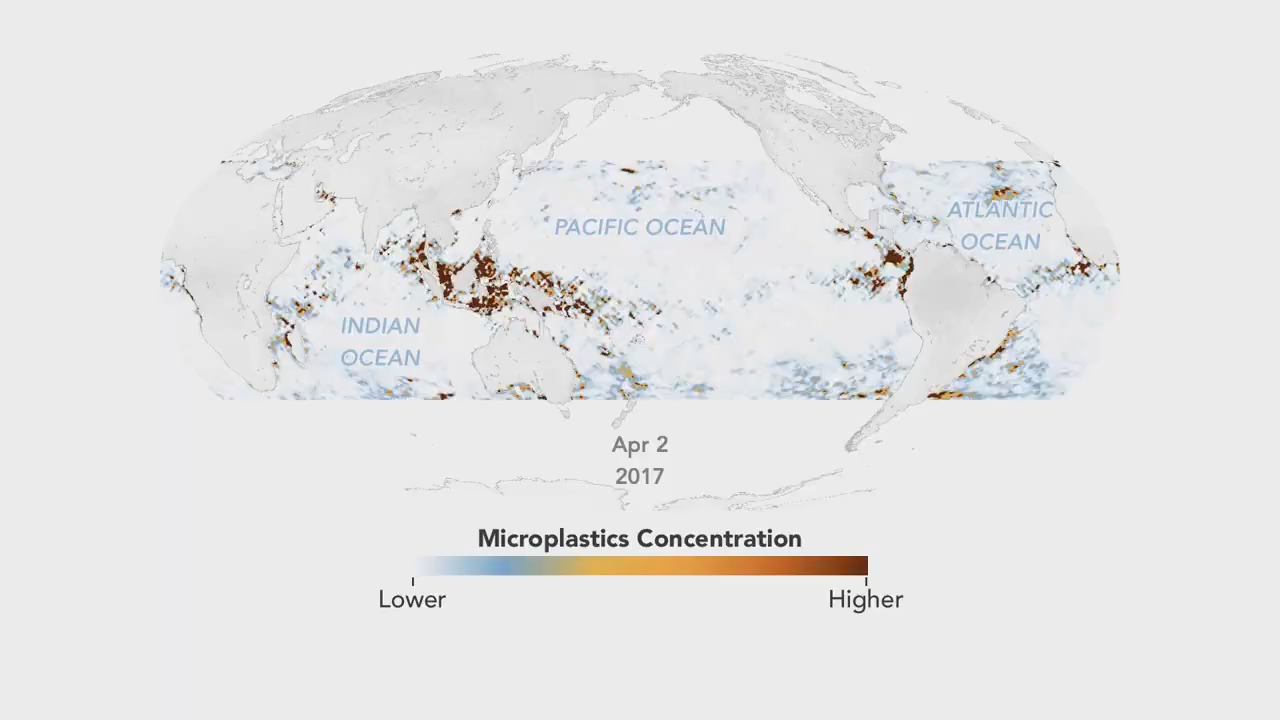 PACIFIC OCEAN
ATLANTIC
OCEAN
INDIAN
OCEAN
Apr 2
2017
Microplastics Concentration
Lower
Higher